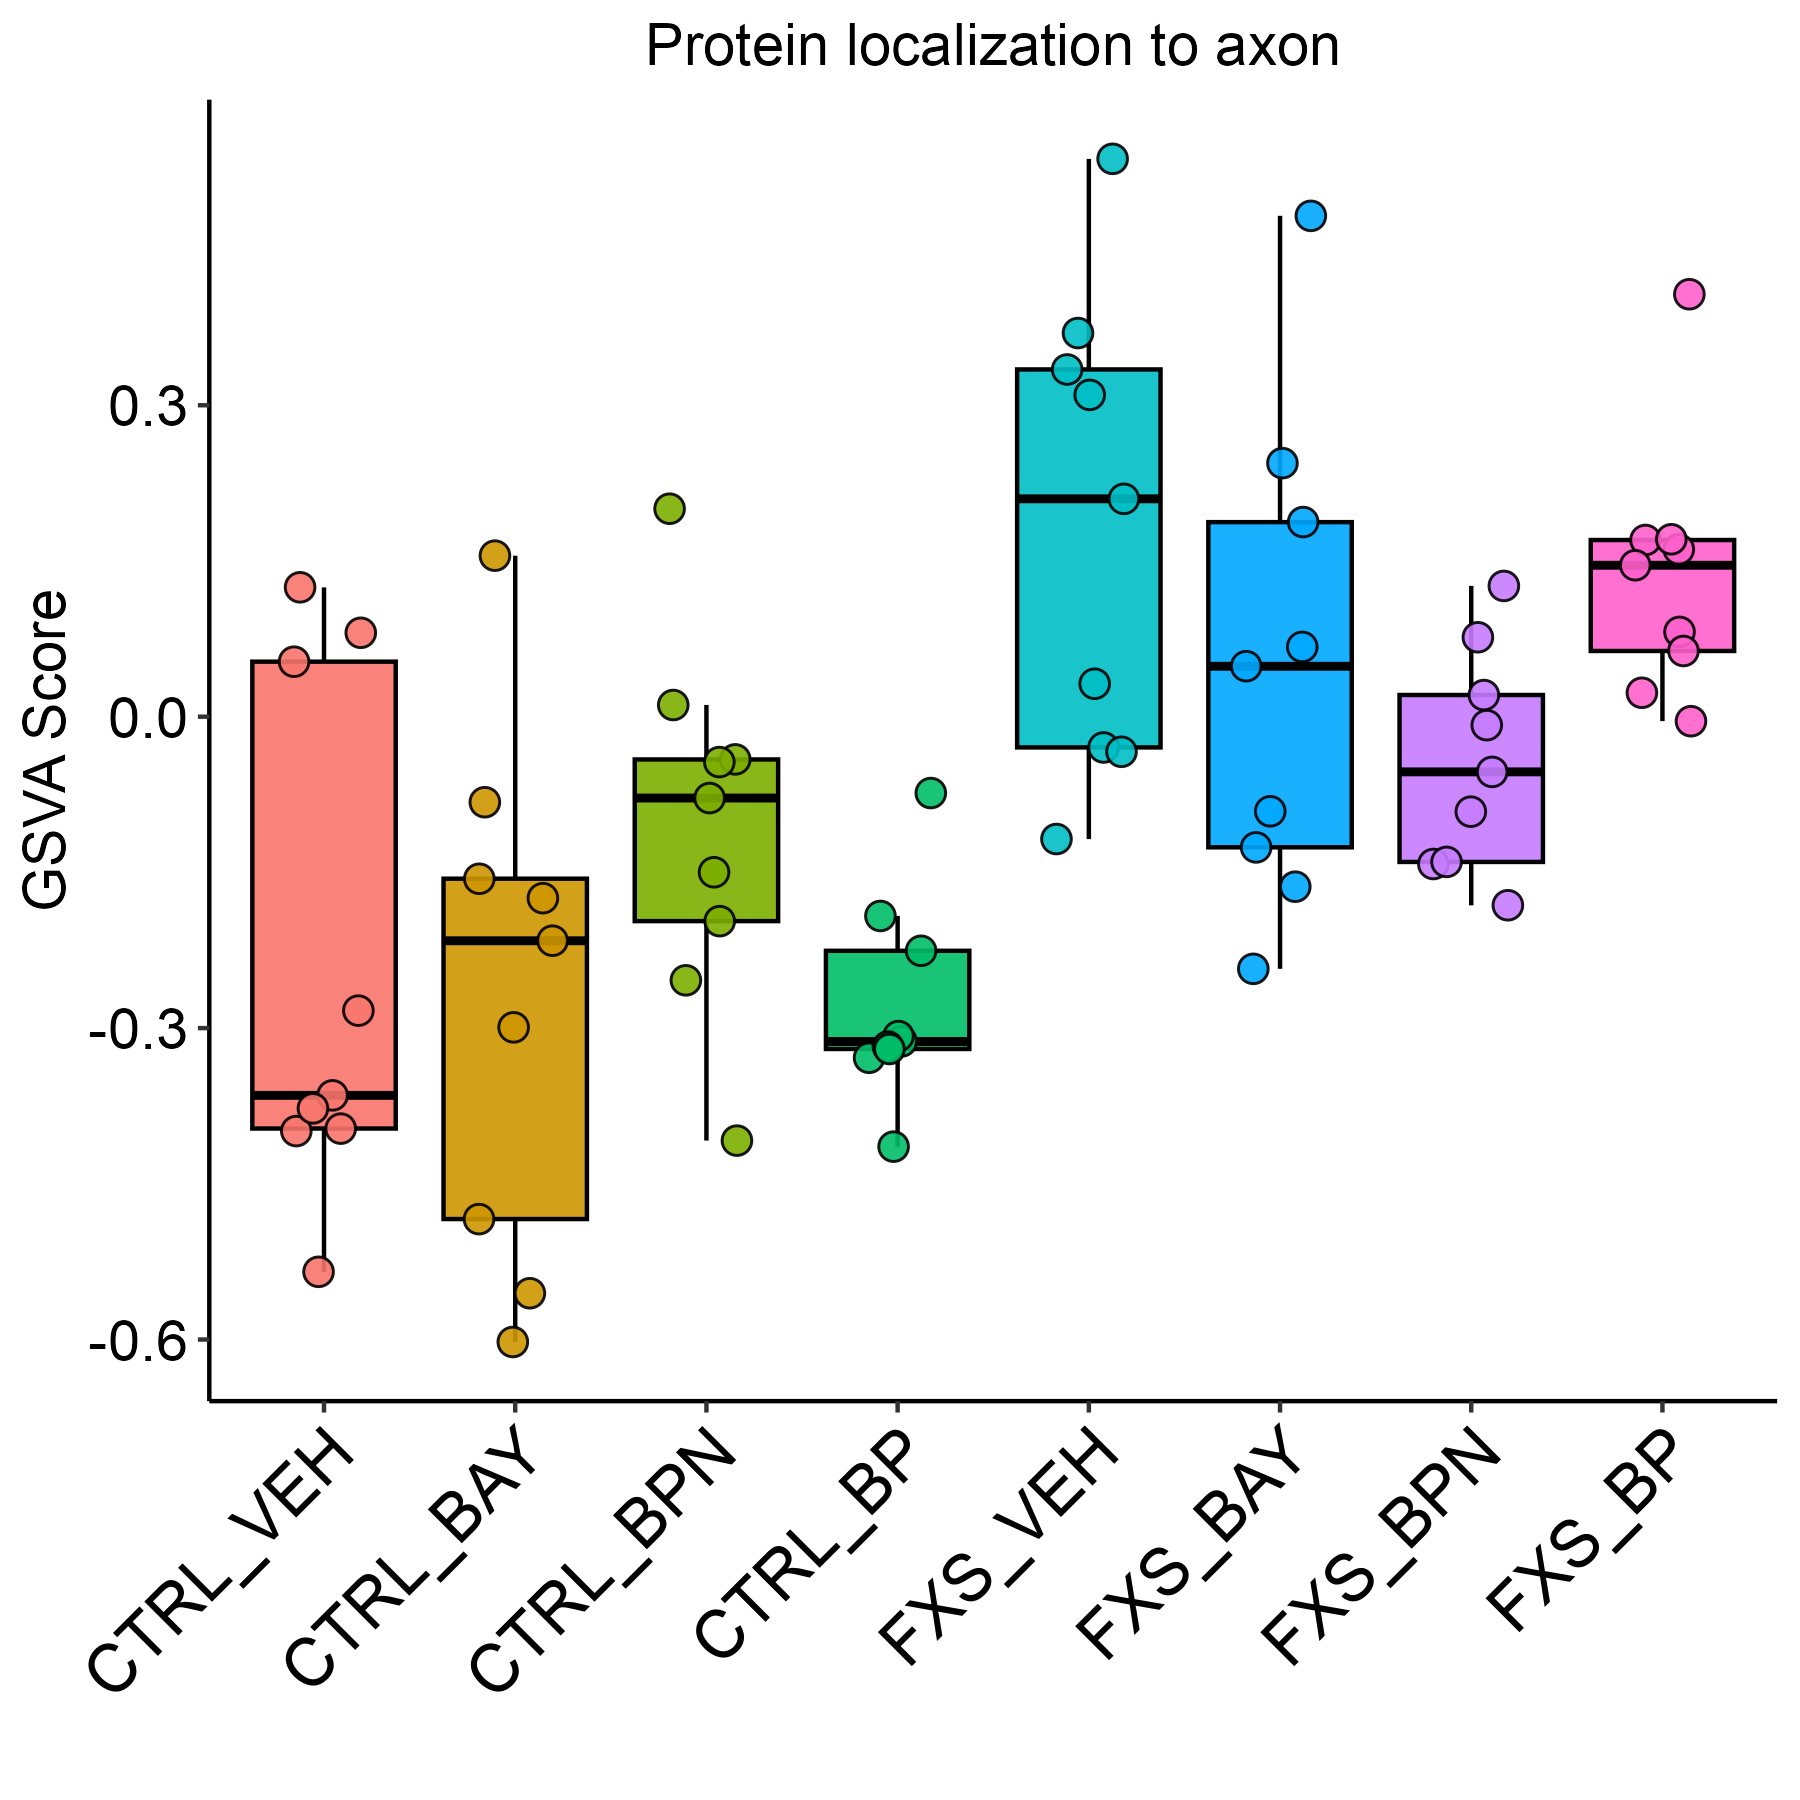 Protein localization to axon
GSVA Score
0.3
0.0
-0.3
-0.6
CTRL_VEH
CTRL_BAY
CTRL_BPN
CTRL_BP
FXS_VEH
FXS_BAY
FXS_BPN
FXS_BP